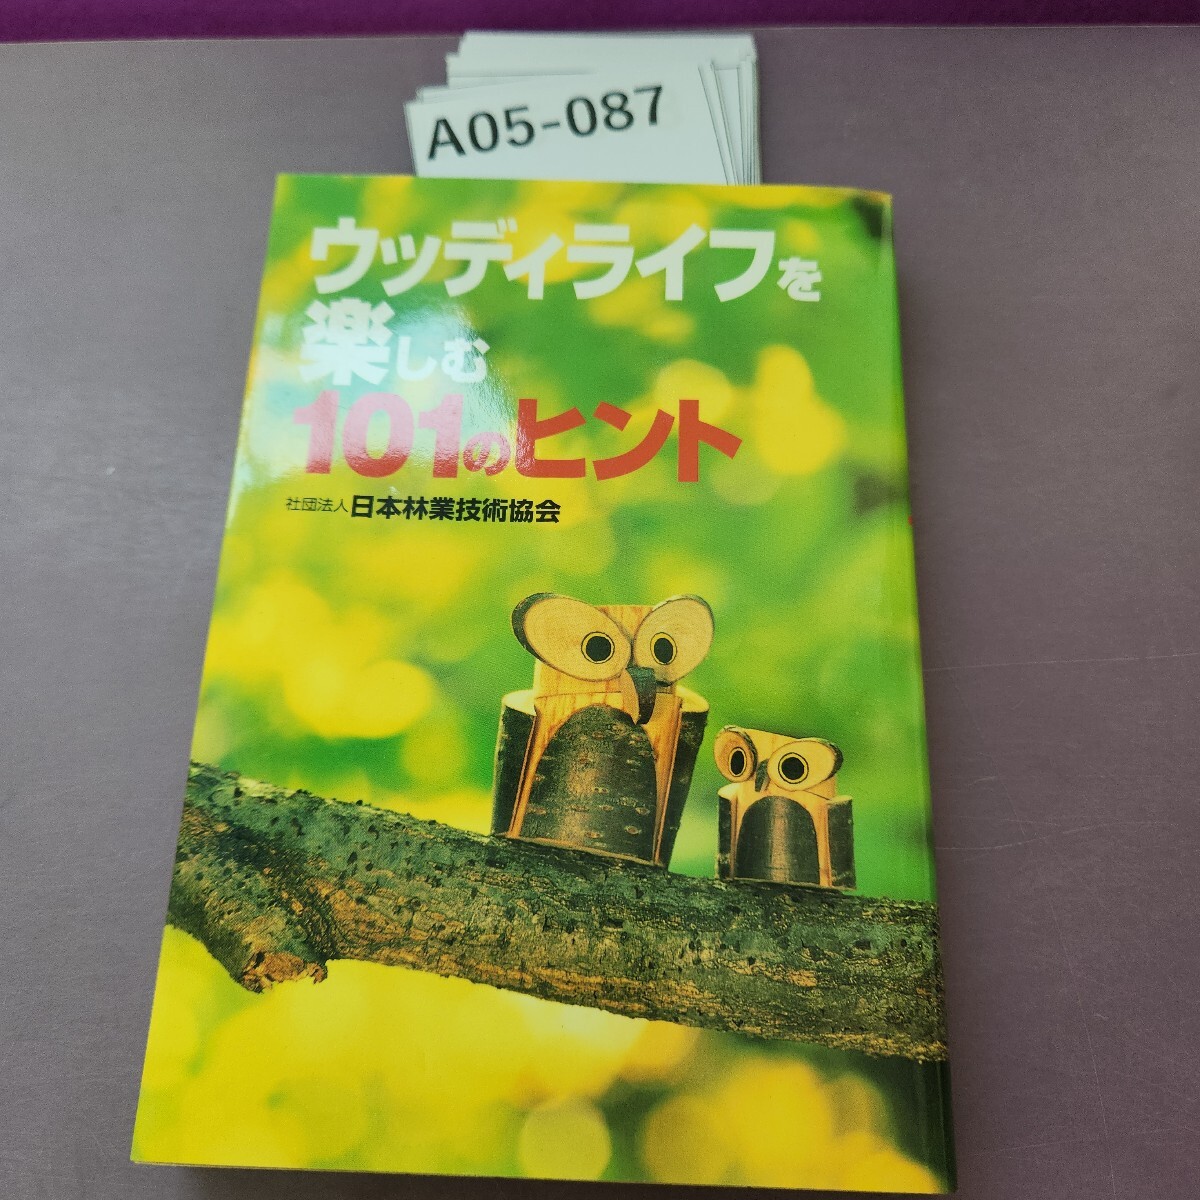 A05-087
ウッディライフを
楽しむ
101のヒント
社団法人 日本林業技術協会